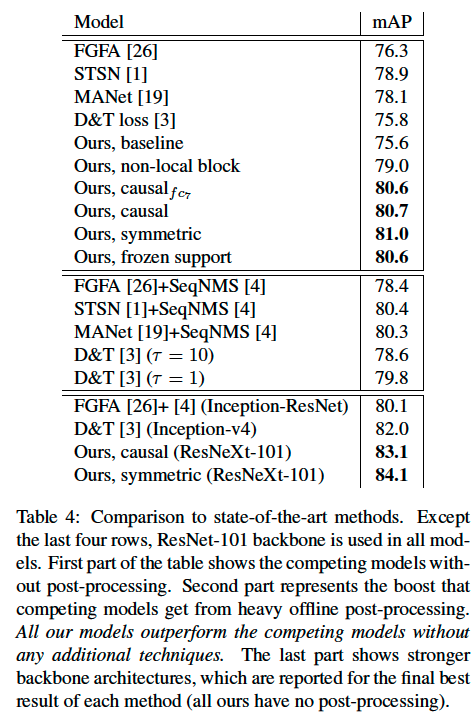 Model mAP
FGFA [26] 76.3
STSN [1] 78.9
MANet [19] 78.1
D&T loss [3] 75.8
Ours, baseline 75.6
Ours, non-local block 79.0
Ours, causal fc7 80.6
Ours, causal 80.7
Ours, symmetric 81.0
Ours, frozen support 80.6
FGFA [26]+SeqNMS [4] 78.4
STSN [1]+SeqNMS [4] 80.4
MANet [19]+SeqNMS [4] 80.3
D&T [3] (τ = 10) 78.6
D&T [3] (τ = 1) 79.8
FGFA [26]+ [4] (Inception-ResNet) 80.1
D&T [3] (Inception-v4) 82.0
Ours, causal (ResNeXt-101) 83.1
Ours, symmetric (ResNeXt-101) 84.1
Table 4: Comparison to state-of-the-art methods. Except
the last four rows, ResNet-101 backbone is used in all mod-
els. First part of the table shows the competing models with-
out post-processing. Second part represents the boost that
competing models get from heavy offline post-processing.
All our models outperform the competing models without
any additional techniques. The last part shows stronger
backbone architectures, which are reported for the final best
result of each method (all ours have no post-processing).